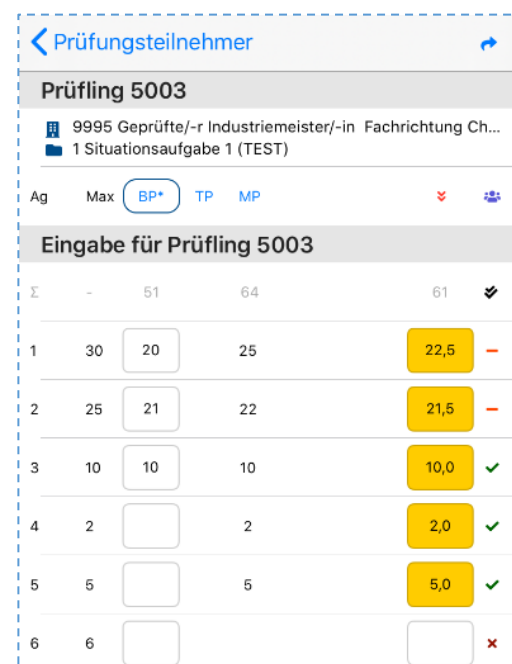 Prüfungsteilnehmer
Prüfling 5003
9995 Geprüfte/-r Industriemeister/-in Fachrichtung Ch...
1 Situationsaufgabe 1 (TEST)
Ag Max BP* TP MP
Eingabe für Prüfling 5003
Σ - 51 64 61
1 30 20 25 22,5
2 25 21 22 21,5
3 10 10 10 10,0
4 2 2 2,0
5 5 5 5,0
6 6